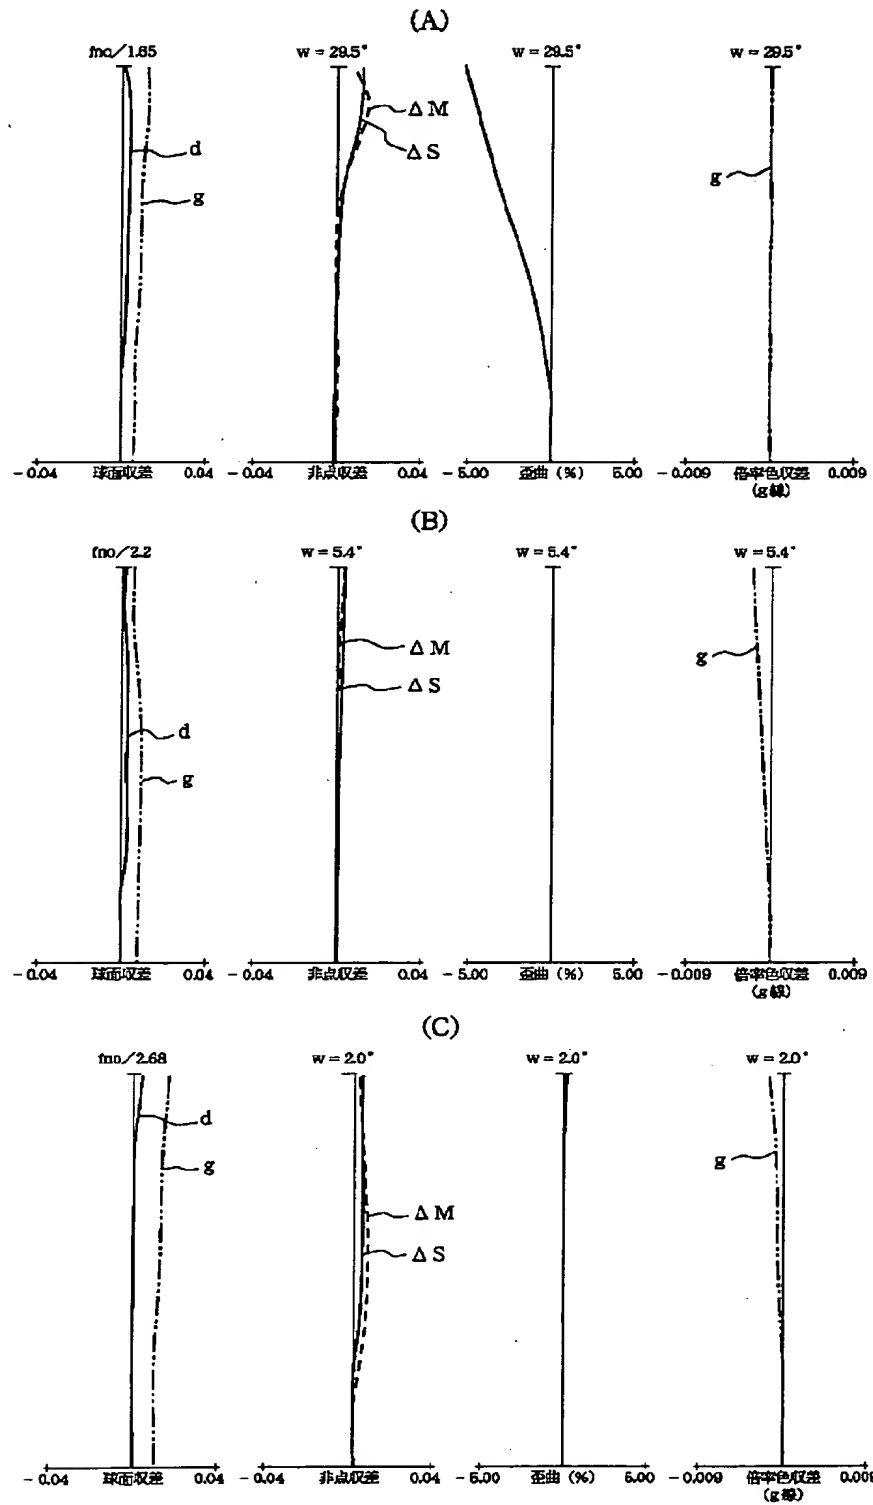 (A)
fno/1.65
w = 29.5°
w = 29.5°
w = 29.5°
d
g
ΔM
ΔS
g
-0.04 球面収差 0.04
-0.04 非点収差 0.04
-5.00 歪曲 (%) 5.00
-0.009 倍率色収差 0.009
(g線)
(B)
fno/2.2
w = 5.4°
w = 5.4°
w = 5.4°
d
g
ΔM
ΔS
g
-0.04 球面収差 0.04
-0.04 非点収差 0.04
-5.00 歪曲 (%) 5.00
-0.009 倍率色収差 0.009
(g線)
(C)
fno/2.68
w = 2.0°
w = 2.0°
w = 2.0°
d
g
ΔM
ΔS
g
-0.04 球面収差 0.04
-0.04 非点収差 0.04
-5.00 歪曲 (%) 5.00
-0.009 倍率色収差 0.009
(g線)